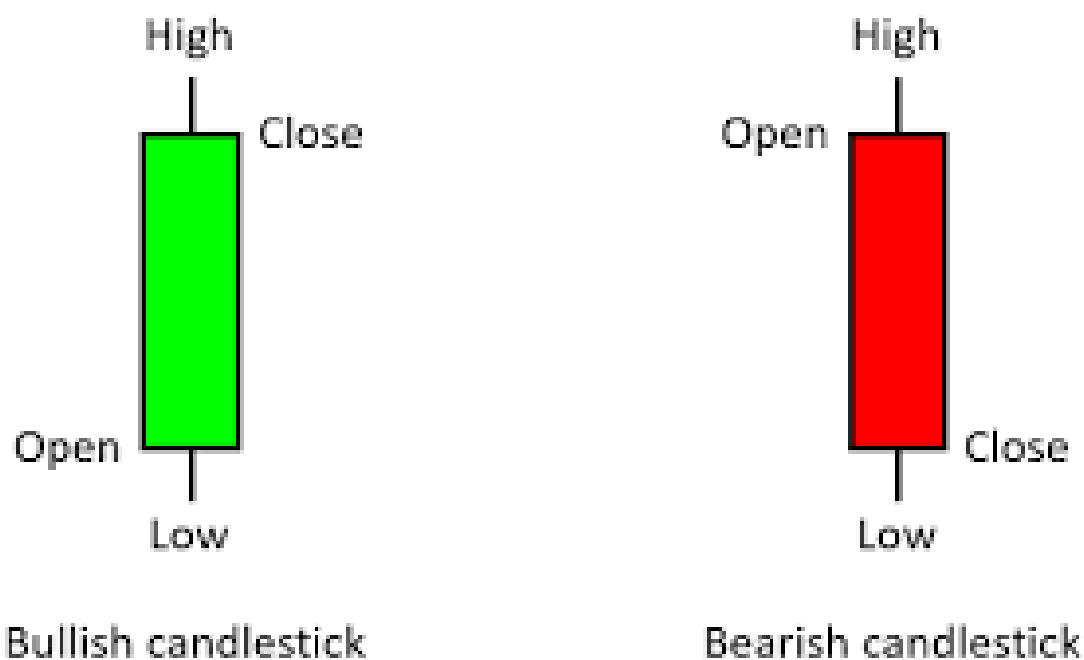 High
Close
Open
Low
Bullish candlestick
High
Open
Close
Low
Bearish candlestick